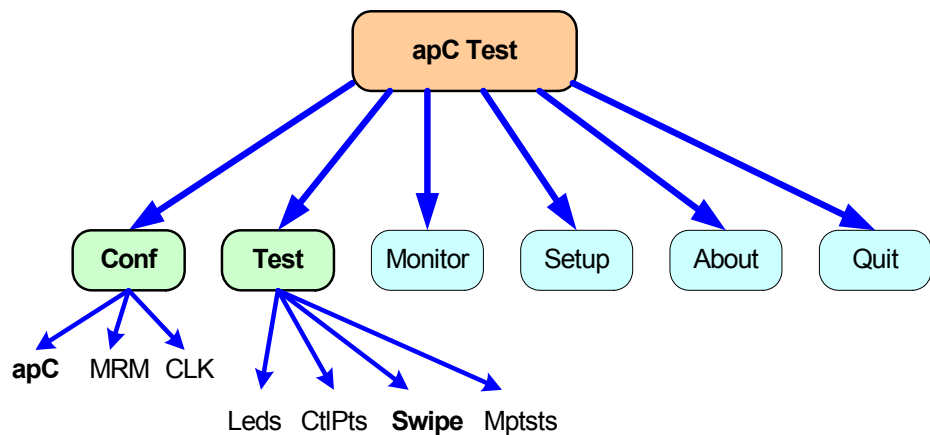 apC Test
Conf Test Monitor Setup About Quit
apC MRM CLK
Leds CtlPts Swipe Mptsts